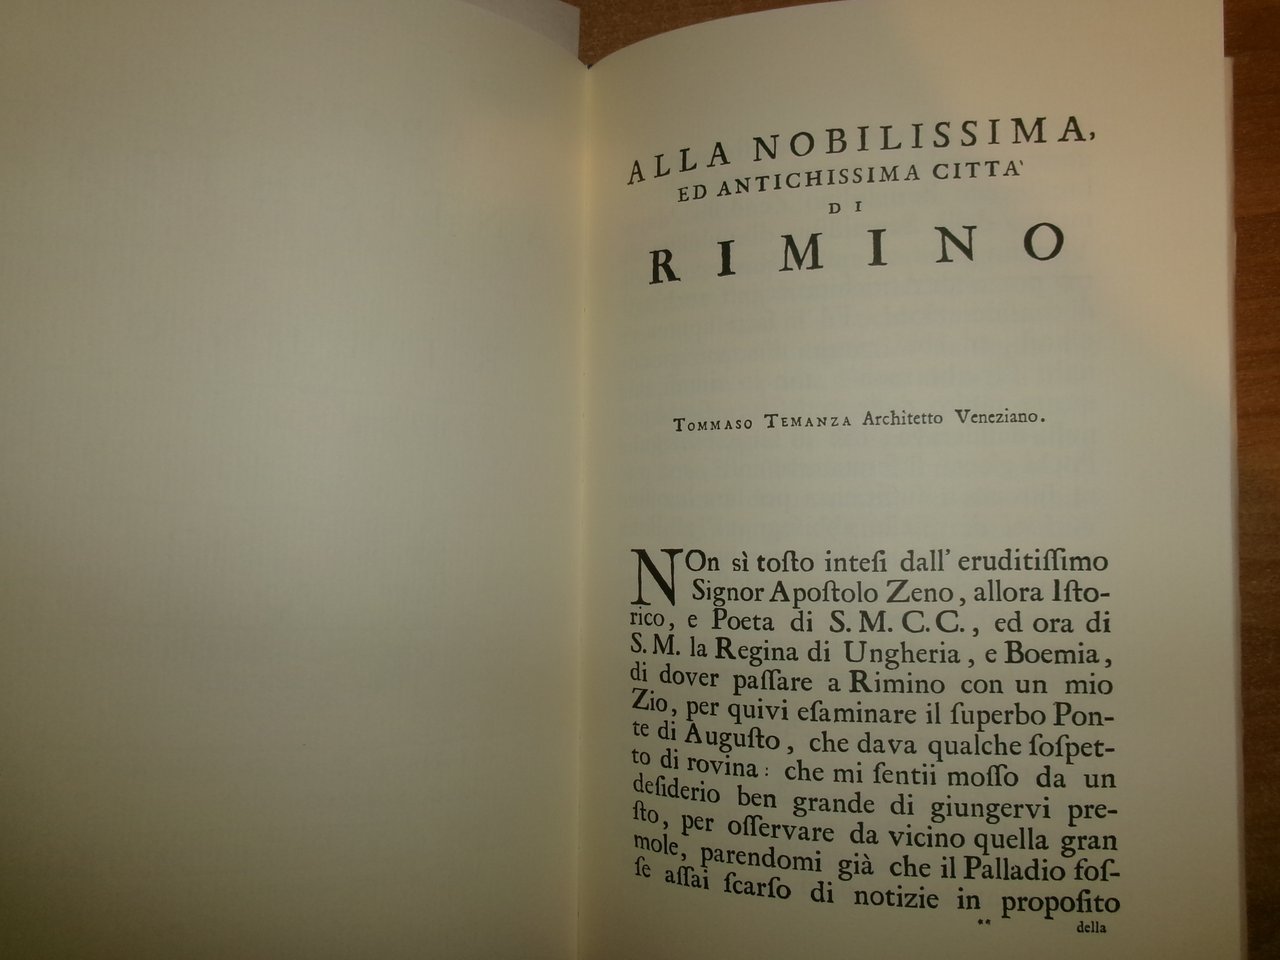 ALLA NOBILISSIMA,
ED ANTICHISSIMA CITTA'
DI
RIMINO
TOMMASO TEMANZA Architetto Veneziano.
NOn sì toſto inteſi dall' eruditiſſimo
Signor Apoſtolo Zeno, allora Iſto-
rico, e Poeta di S. M. C. C., ed ora di
S. M. la Regina di Ungheria, e Boemia,
di dover paſſare a Rimino con un mio
Zio, per quivi eſaminare il ſuperbo Pon-
te di Auguſto, che dava qualche ſoſpet-
to di rovina: che mi ſentii moſſo da un
deſiderio ben grande di giungervi pre-
ſto, per oſſervare da vicino quella gran
mole, parendomi già che il Palladio foſ-
ſe aſſai ſcarſo di notizie in propoſito
** della